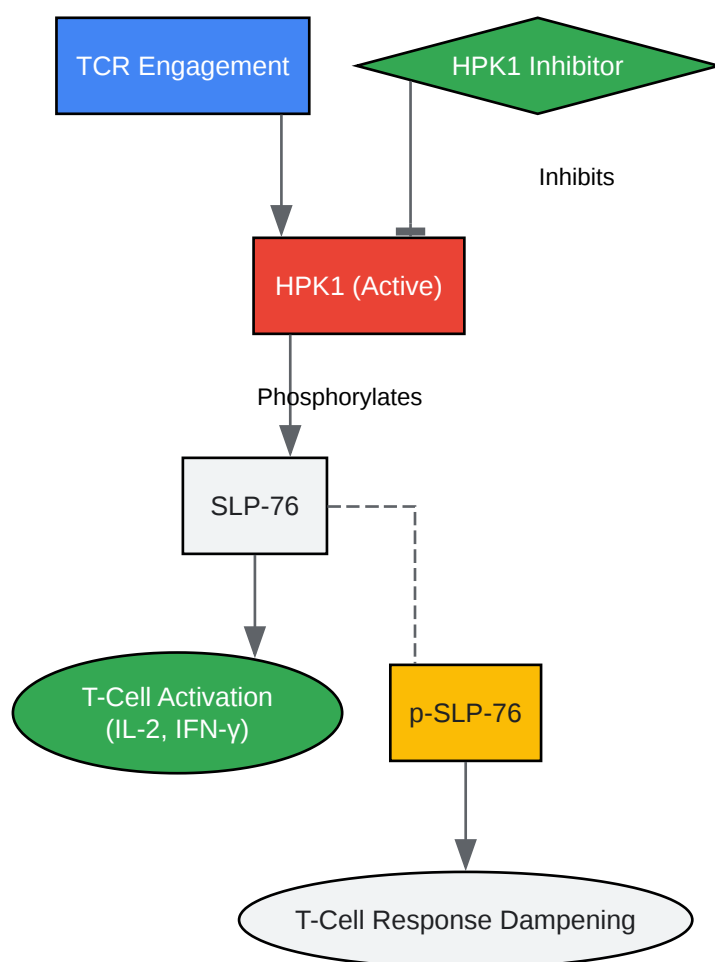 TCR Engagement
HPK1 Inhibitor
Inhibits
HPK1 (Active)
Phosphorylates
SLP-76
T-Cell Activation
(IL-2, IFN-γ)
p-SLP-76
T-Cell Response Dampening